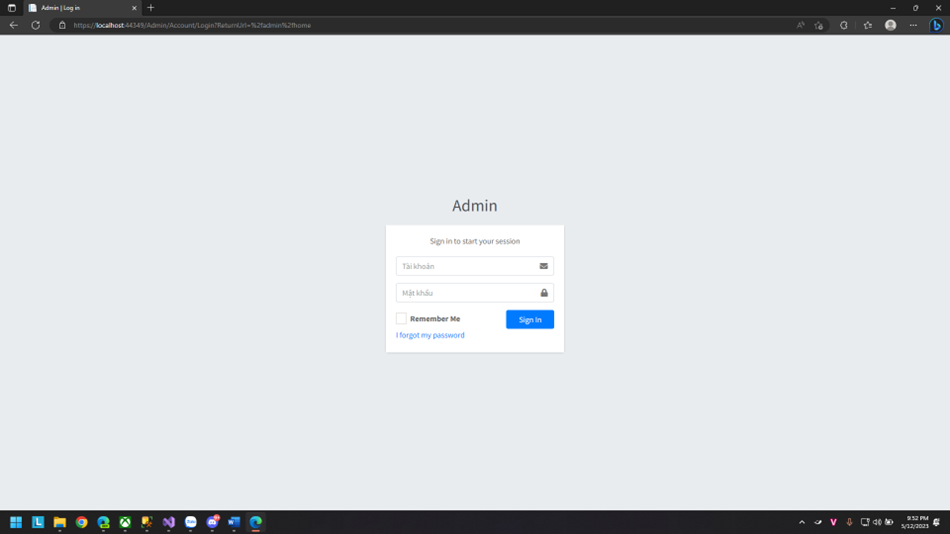 Admin | Log in
https://localhost:44349/Admin/Account/Login?ReturnUrl=%2fadmin%2fhome
Admin
Sign in to start your session
Tài khoản
Mật khẩu
Remember Me
Sign In
I forgot my password
9:52 PM
5/12/2023